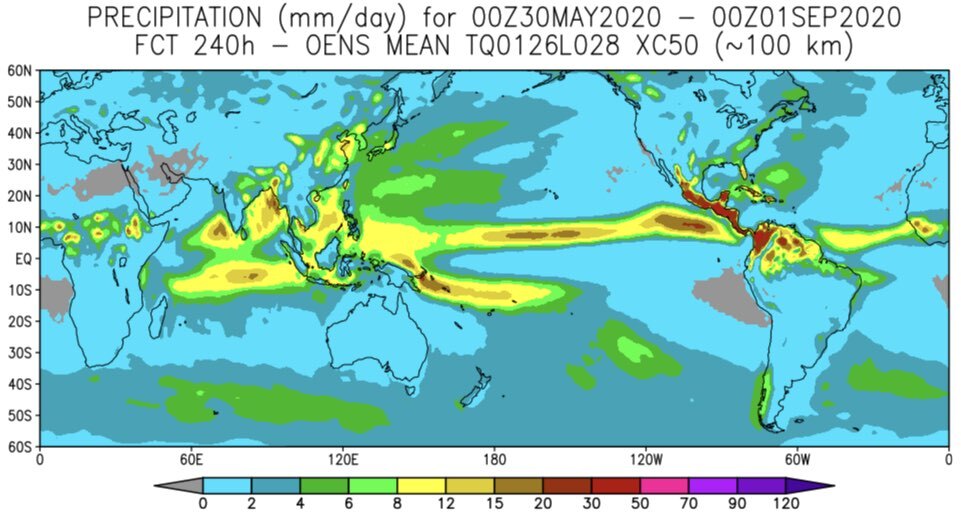 PRECIPITATION (mm/day) for 00Z30MAY2020 – 00Z01SEP2020
FCT 240h – OENS MEAN TQ0126L028 XC50 (~100 km)
60N
50N
40N
30N
20N
10N
EQ
10S
20S
30S
40S
50S
60S
0 60E 120E 180 120W 60W 0
0 2 4 6 8 12 15 20 30 50 70 90 120